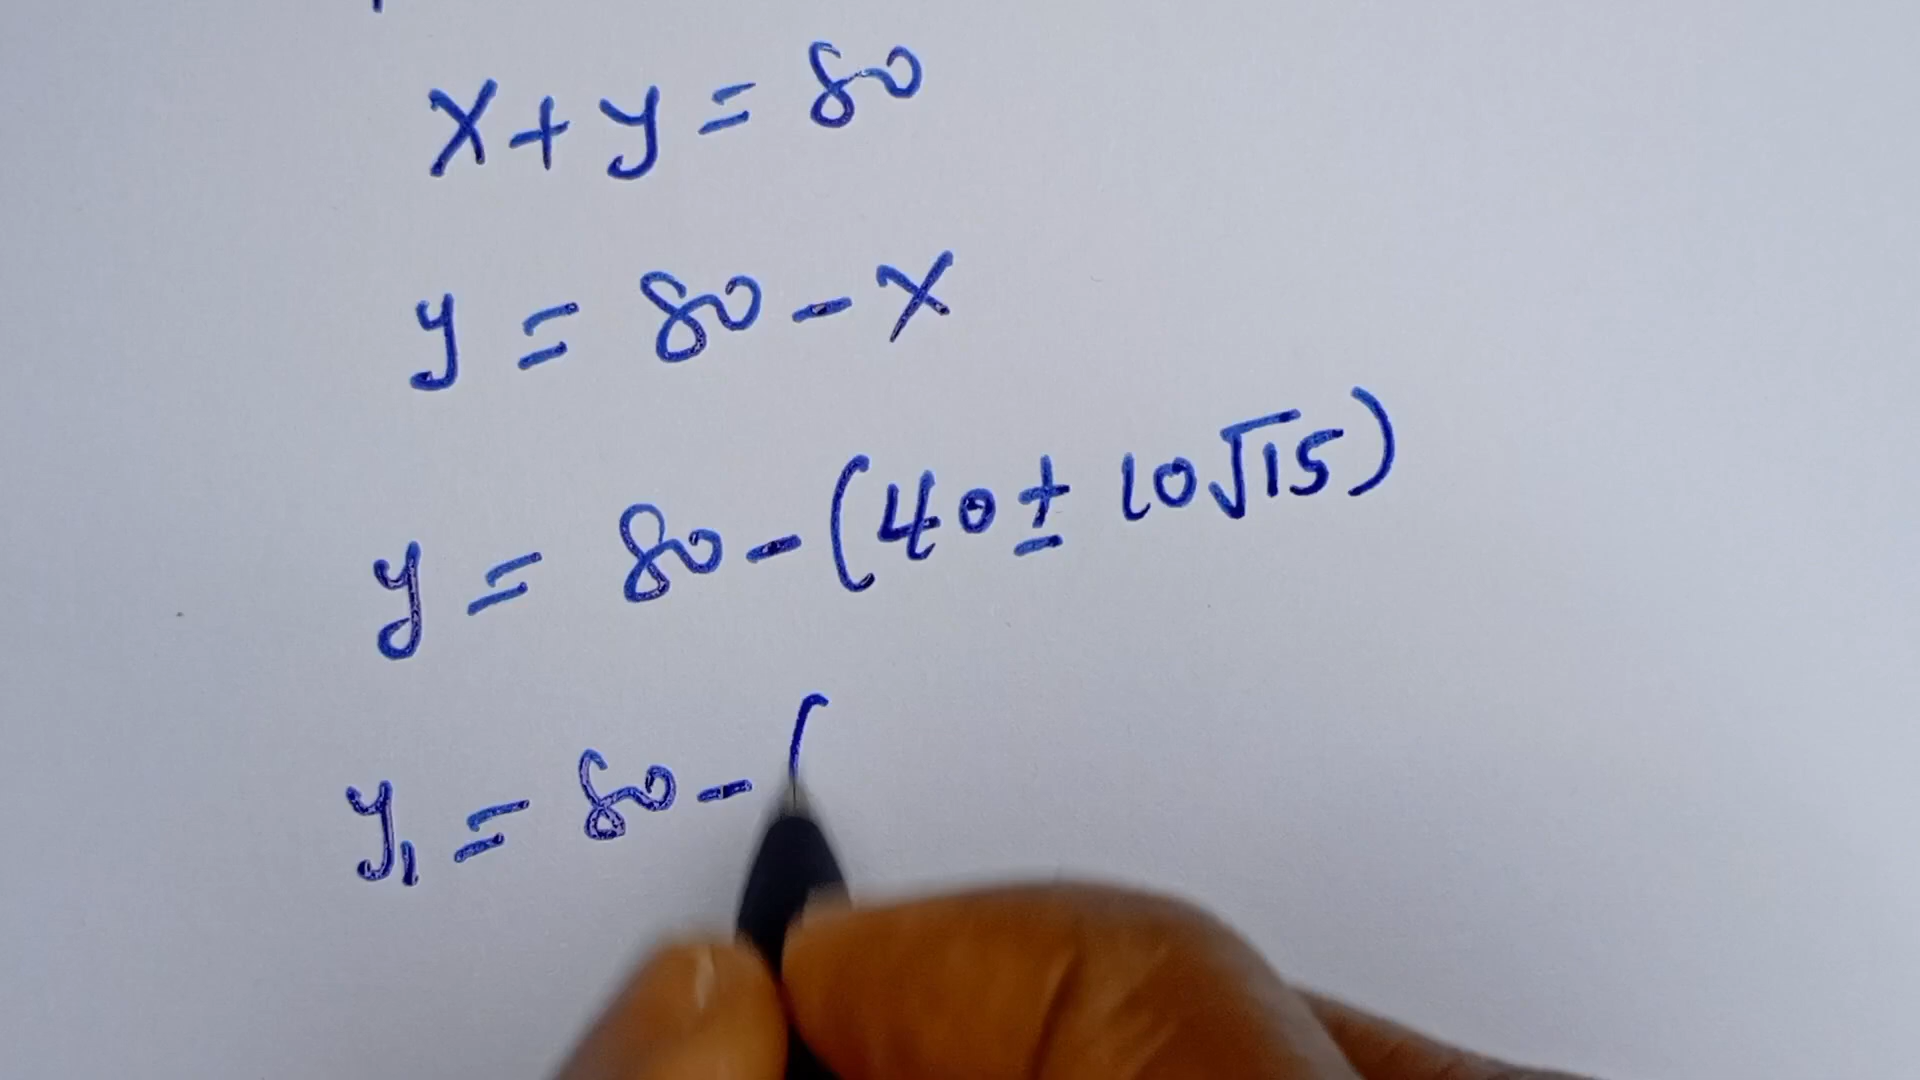 x + y = 80
y = 80 - x
y = 80 - (40 ± 10√15)
y₁ = 80 - (